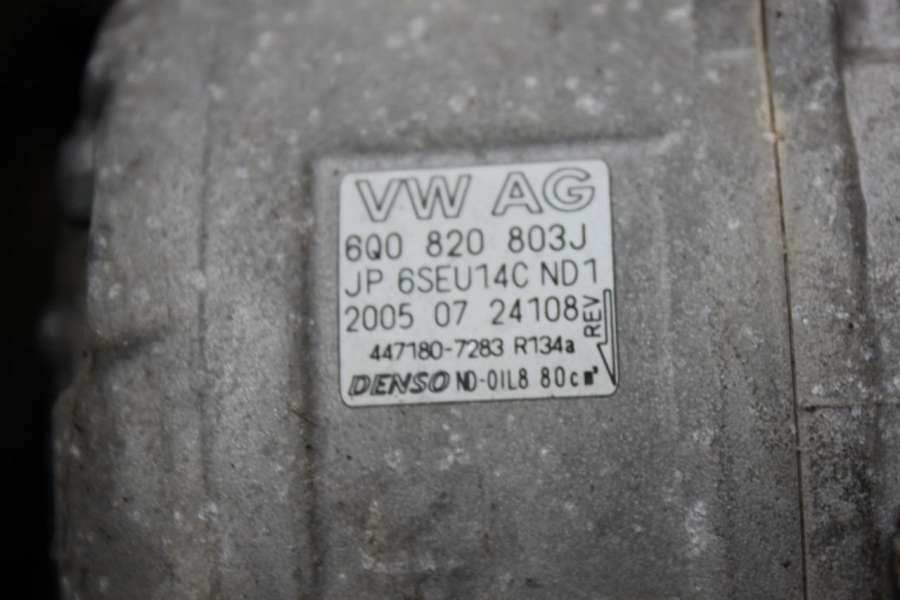 VW AG
6Q0 820 803J
JP 6SEU14C ND1
2005 07 24108
REV
447180-7283 R134a
DENSO ND-OIL8 80cm³